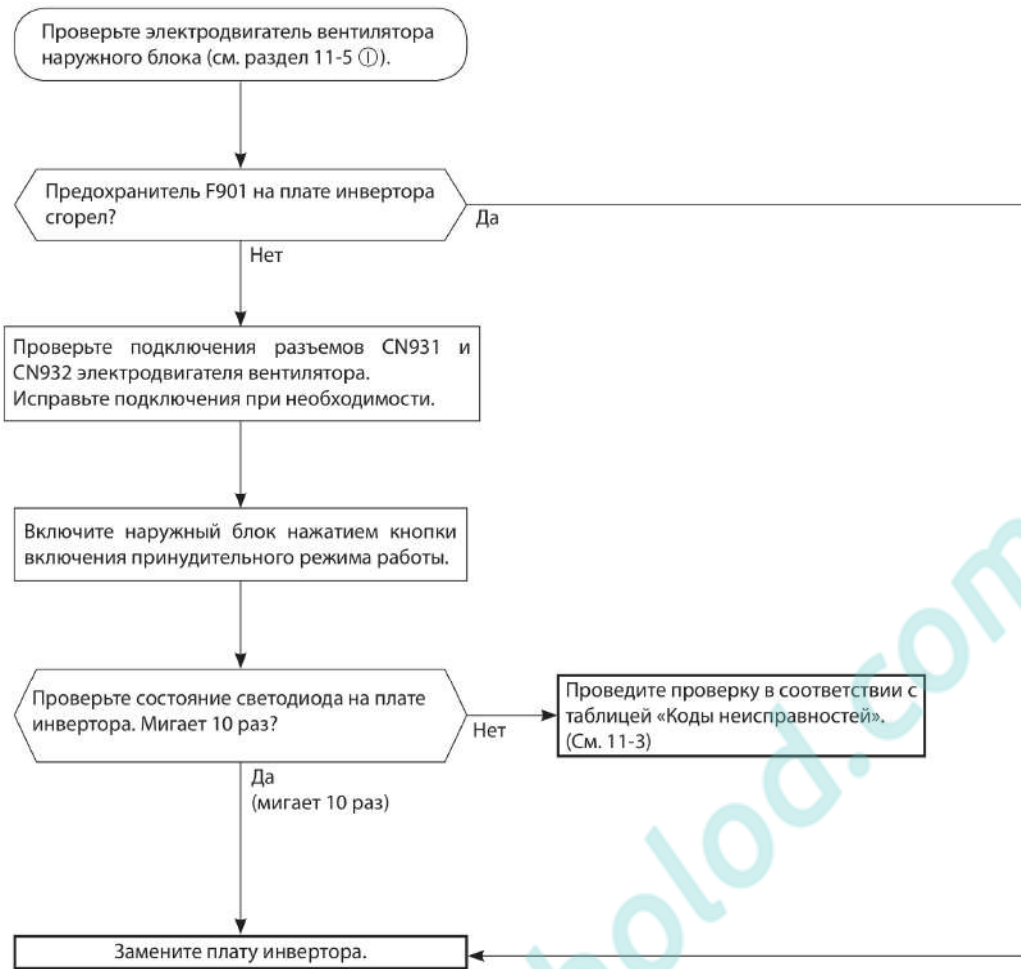 Проверьте электродвигатель вентилятора
наружного блока (см. раздел 11-5 Ⓘ).
Предохранитель F901 на плате инвертора
сгорел?
Да
Нет
Проверьте подключения разъемов CN931 и
CN932 электродвигателя вентилятора.
Исправьте подключения при необходимости.
Включите наружный блок нажатием кнопки
включения принудительного режима работы.
Проверьте состояние светодиода на плате
инвертора. Мигает 10 раз?
Нет
Проведите проверку в соответствии с
таблицей «Коды неисправностей».
(См. 11-3)
Да
(мигает 10 раз)
Замените плату инвертора.
holod.com